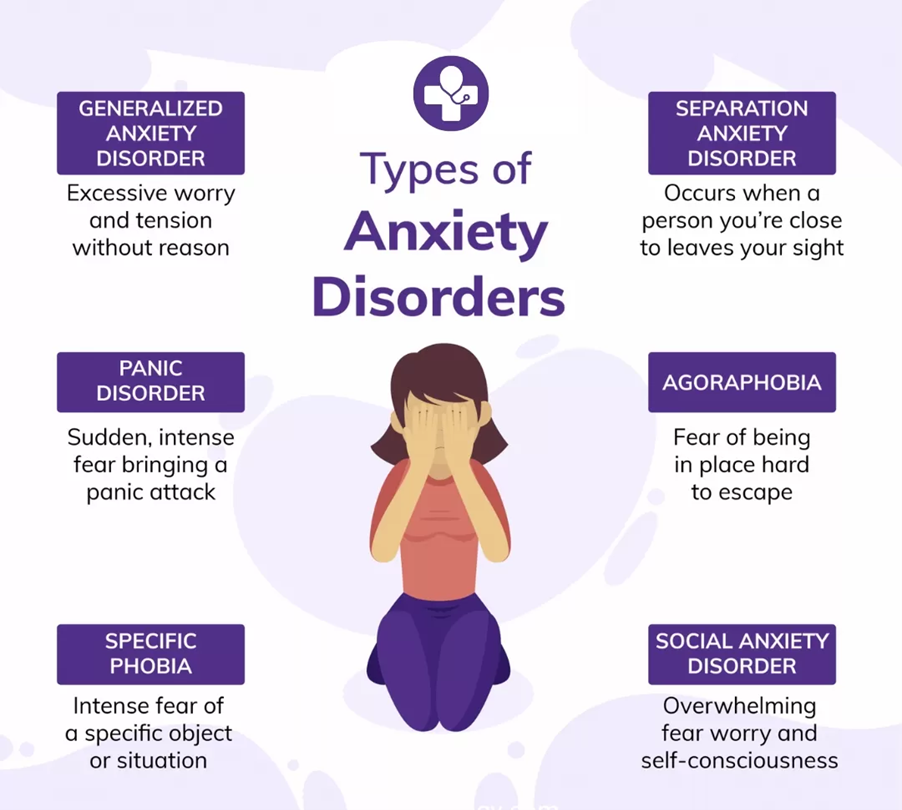 Types of
Anxiety
Disorders
GENERALIZED
ANXIETY
DISORDER
Excessive worry
and tension
without reason
SEPARATION
ANXIETY
DISORDER
Occurs when a
person you're close
to leaves your sight
PANIC
DISORDER
Sudden, intense
fear bringing a
panic attack
AGORAPHOBIA
Fear of being
in place hard
to escape
SPECIFIC
PHOBIA
Intense fear of
a specific object
or situation
SOCIAL ANXIETY
DISORDER
Overwhelming
fear worry and
self-consciousness